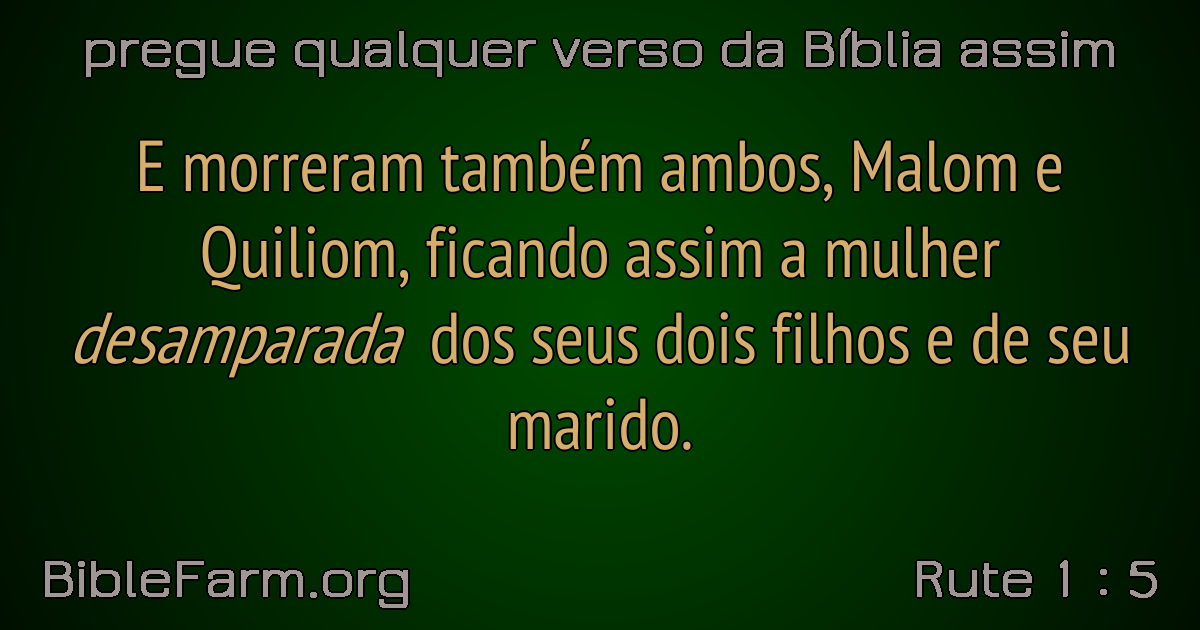 pregue qualquer verso da Bíblia assim
E morreram também ambos, Malom e
Quiliom, ficando assim a mulher
desamparada dos seus dois filhos e de seu
marido.
BibleFarm.org
Rute 1 : 5